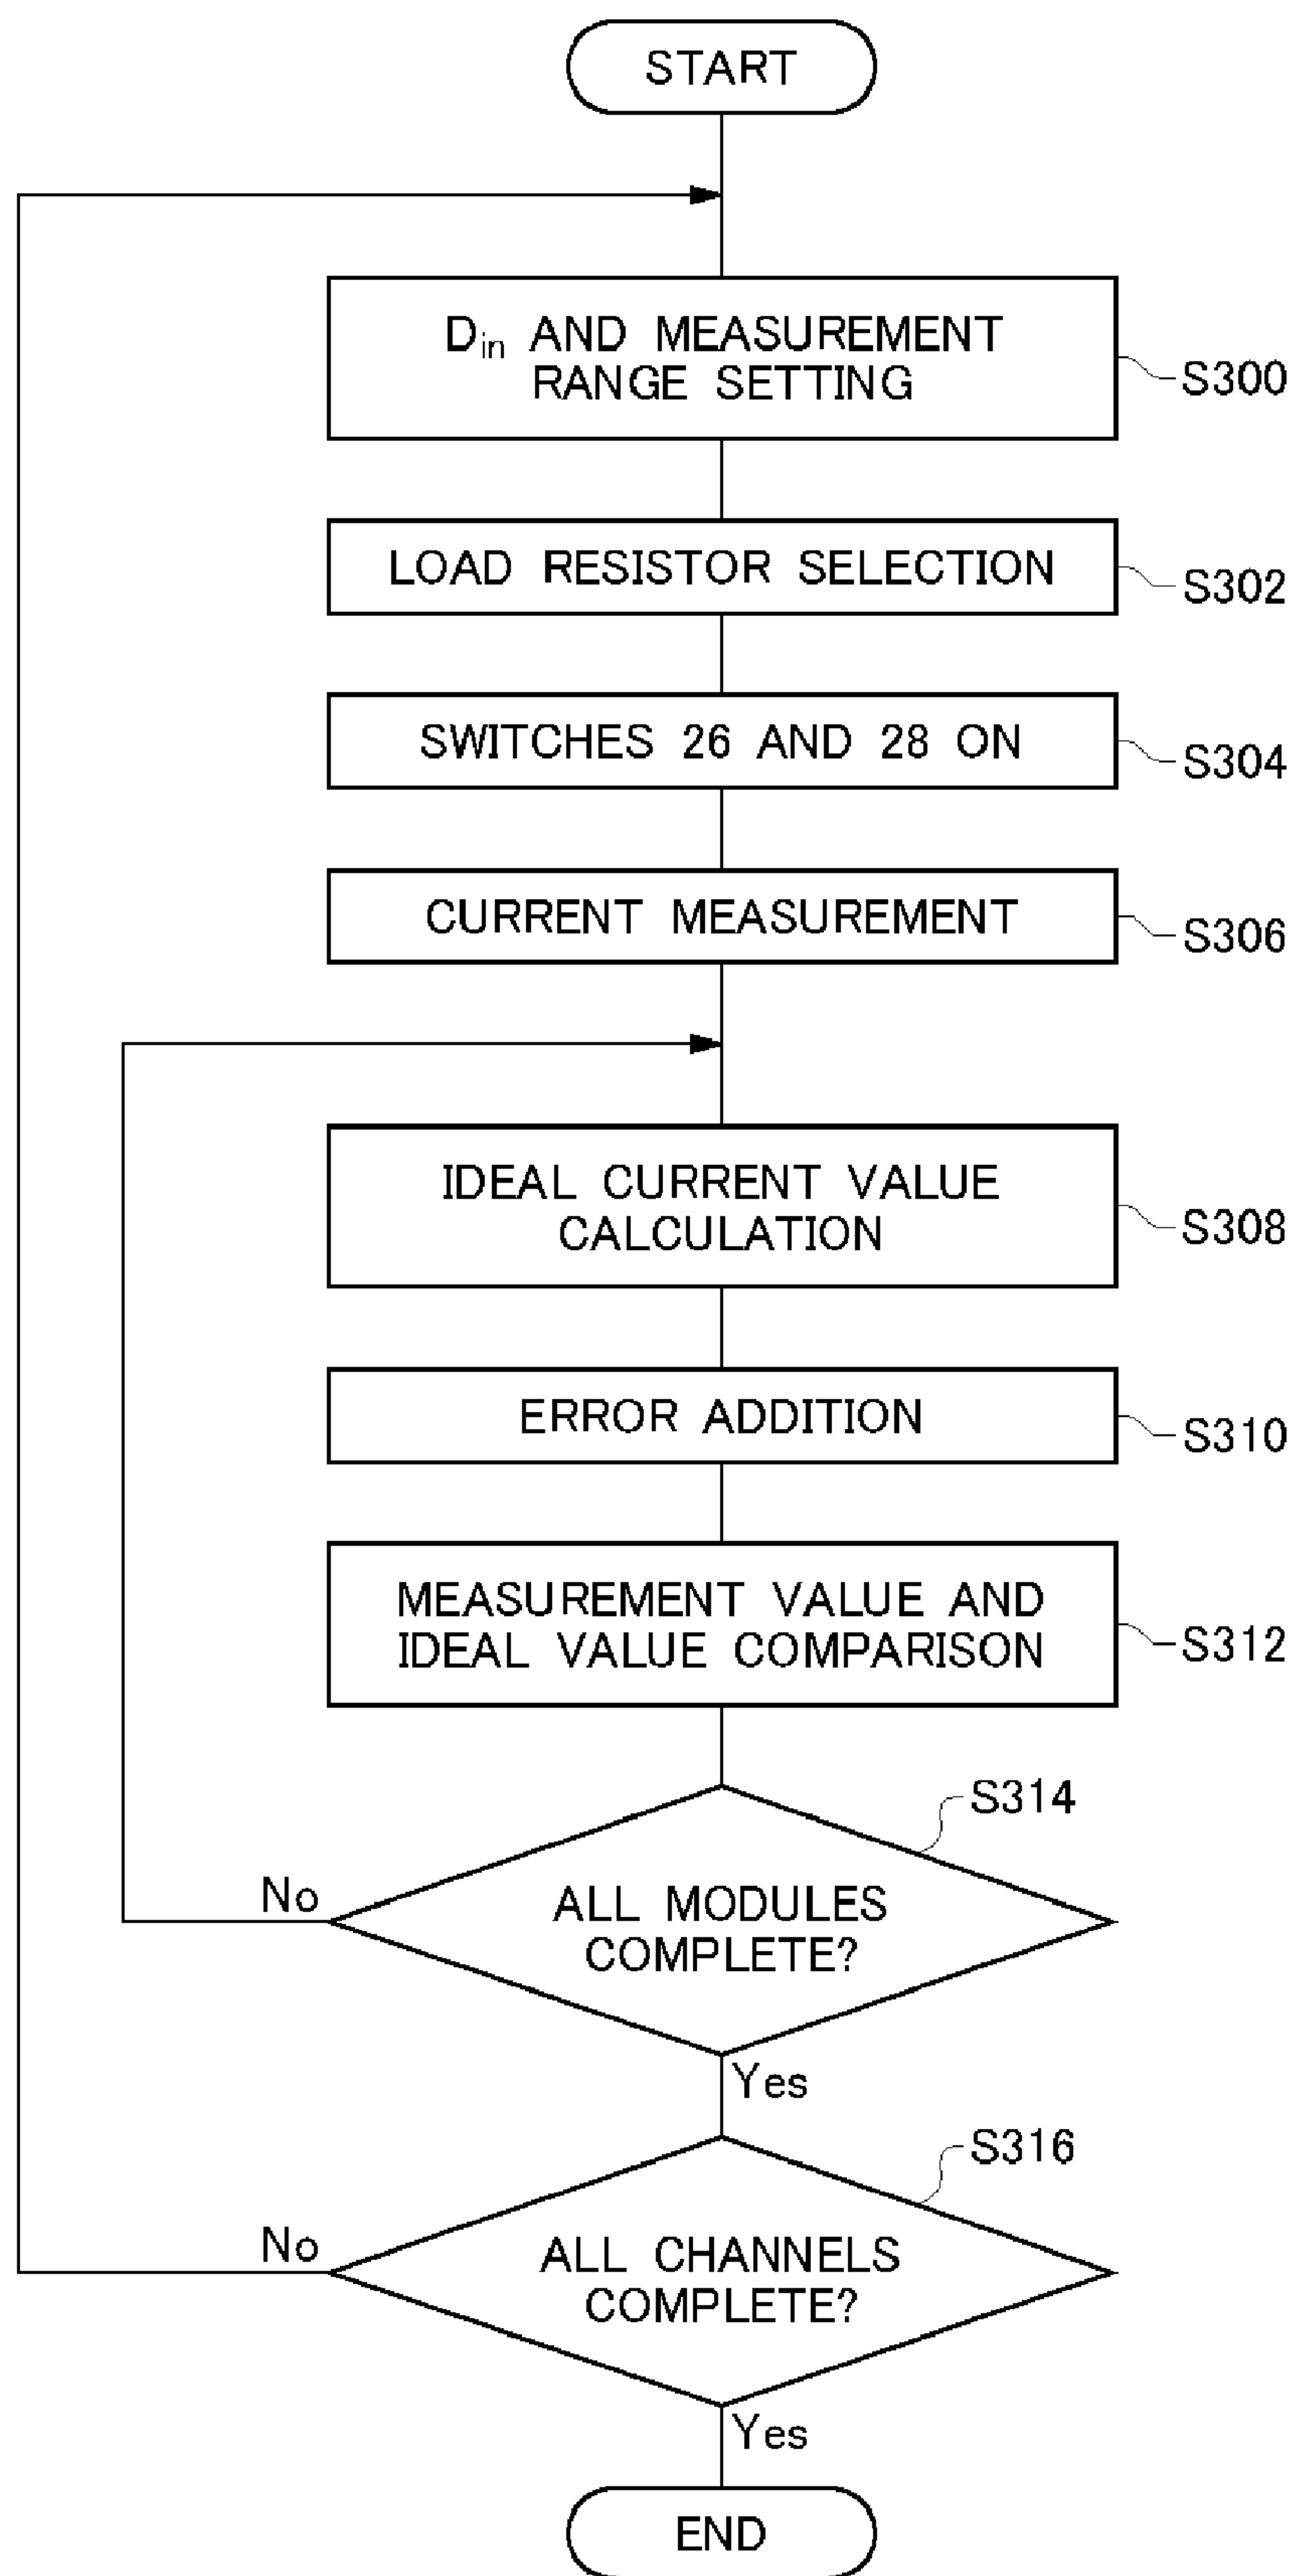 START
Din AND MEASUREMENT
RANGE SETTING
S300
LOAD RESISTOR SELECTION
S302
SWITCHES 26 AND 28 ON
S304
CURRENT MEASUREMENT
S306
IDEAL CURRENT VALUE
CALCULATION
S308
ERROR ADDITION
S310
MEASUREMENT VALUE AND
IDEAL VALUE COMPARISON
S312
S314
No
ALL MODULES
COMPLETE?
Yes
S316
No
ALL CHANNELS
COMPLETE?
Yes
END